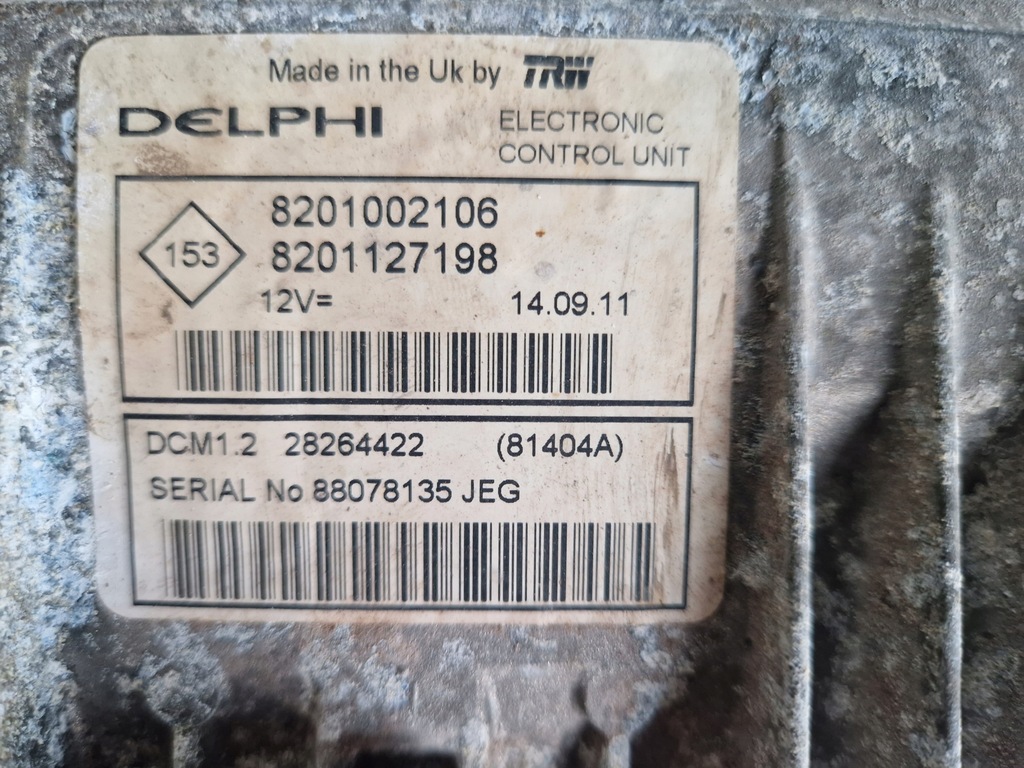 Made in the Uk by TRW
DELPHI
ELECTRONIC
CONTROL UNIT
8201002106
153
8201127198
12V= 14.09.11
DCM1.2 28264422 (81404A)
SERIAL No 88078135 JEG